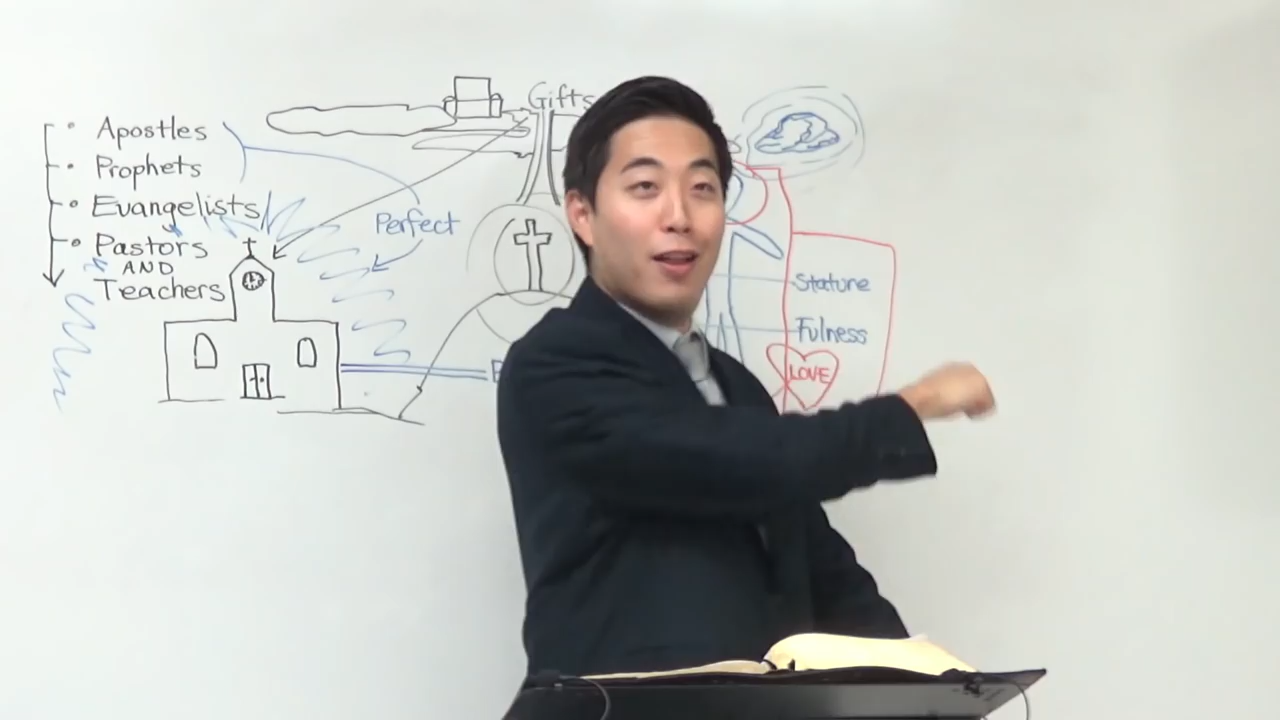 Gifts
Apostles
Prophets
Evangelists
Pastors
AND
Teachers
Perfect
Stature
Fulness
LOVE